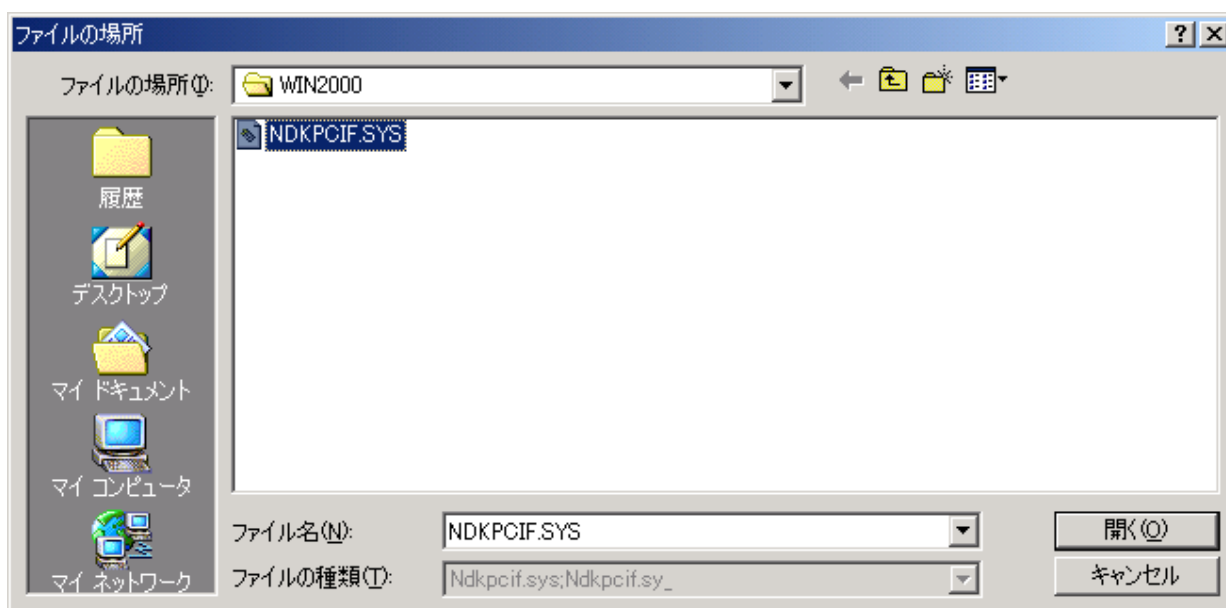 ファイルの場所
ファイルの場所(I):
WIN2000
NDKPCIF.SYS
履歴
デスクトップ
マイ ドキュメント
マイ コンピュータ
マイ ネットワーク
ファイル名(N):
NDKPCIF.SYS
開く(O)
ファイルの種類(T):
Ndkpcif.sys;Ndkpcif.sy_
キャンセル